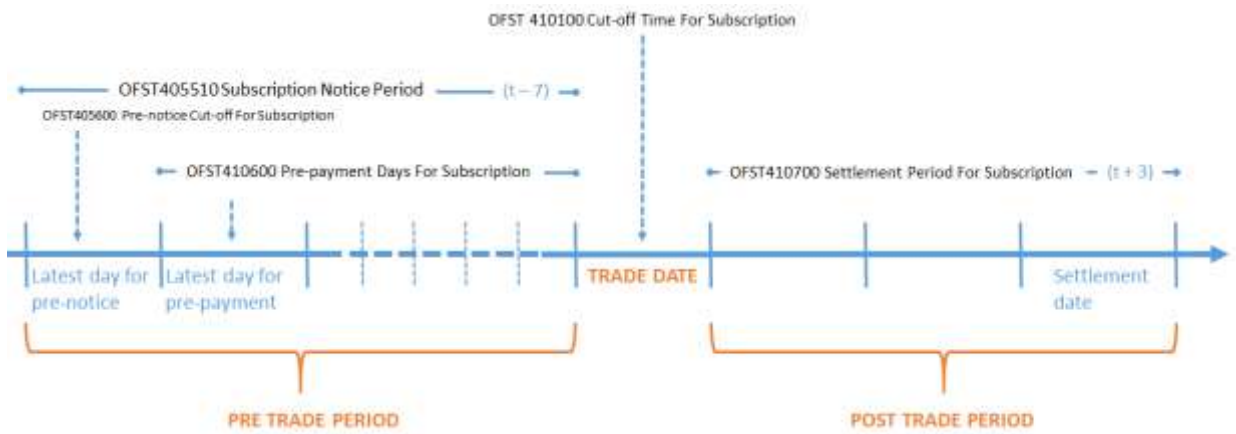 OFST 410100 Cut-off Time For Subscription
OFST405510 Subscription Notice Period (t – 7)
OFST405600 Pre-notice Cut-off For Subscription
OFST410600 Pre-payment Days For Subscription
OFST410700 Settlement Period For Subscription (t + 3)
Latest day for
pre-notice
Latest day for
pre-payment
TRADE DATE
Settlement
date
PRE TRADE PERIOD
POST TRADE PERIOD